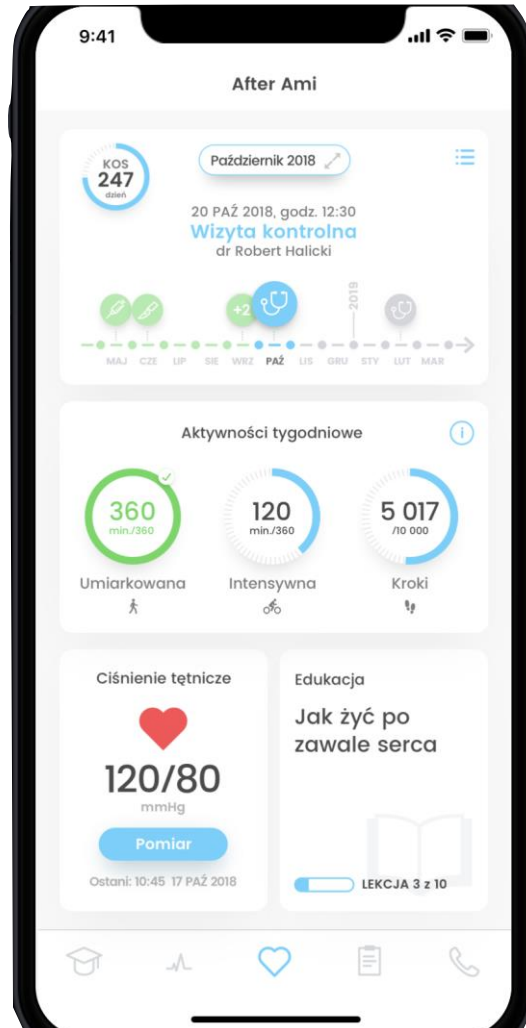 9:41
After Ami
KOS
247
dzień
Październik 2018
20 PAŹ 2018, godz. 12:30
Wizyta kontrolna
dr Robert Halicki
+2
2019
MAJ CZE LIP SIE WRZ PAŹ LIS GRU STY LUT MAR
Aktywności tygodniowe
i
360
min./360
120
min./360
5 017
/10 000
Umiarkowana
Intensywna
Kroki
Ciśnienie tętnicze
120/80
mmHg
Pomiar
Ostani: 10:45 17 PAŹ 2018
Edukacja
Jak żyć po
zawale serca
LEKCJA 3 z 10